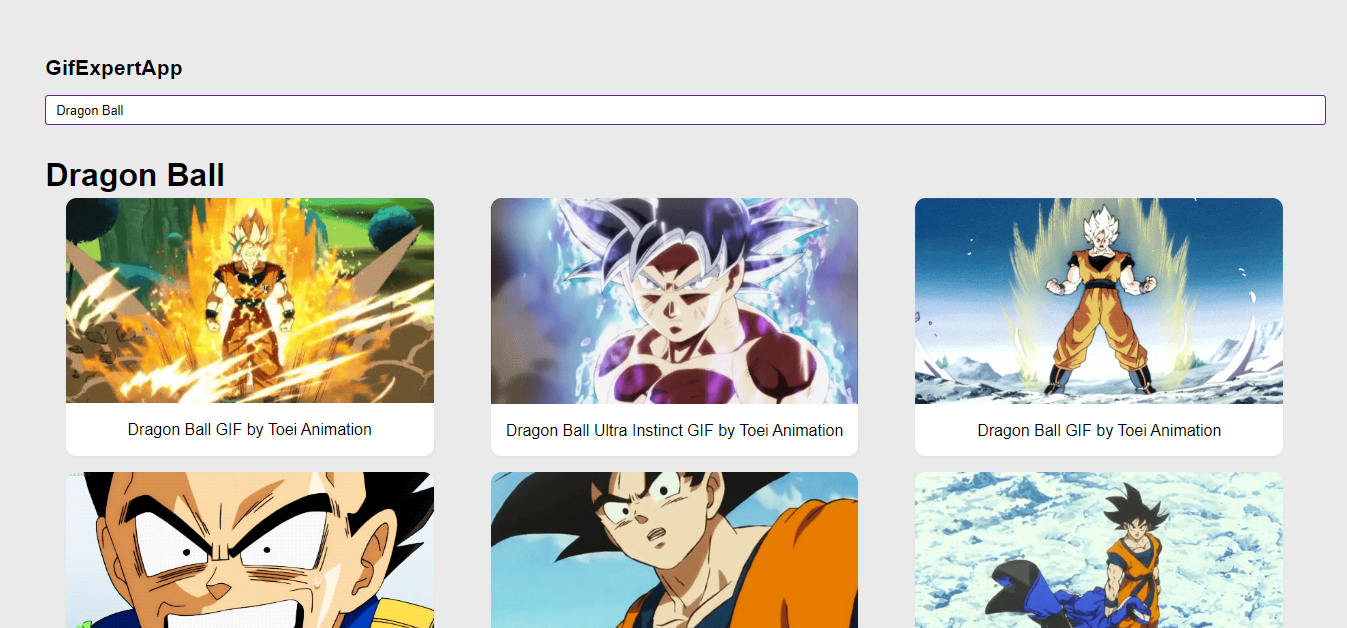 GifExpertApp
Dragon Ball
Dragon Ball
Dragon Ball GIF by Toei Animation
Dragon Ball Ultra Instinct GIF by Toei Animation
Dragon Ball GIF by Toei Animation